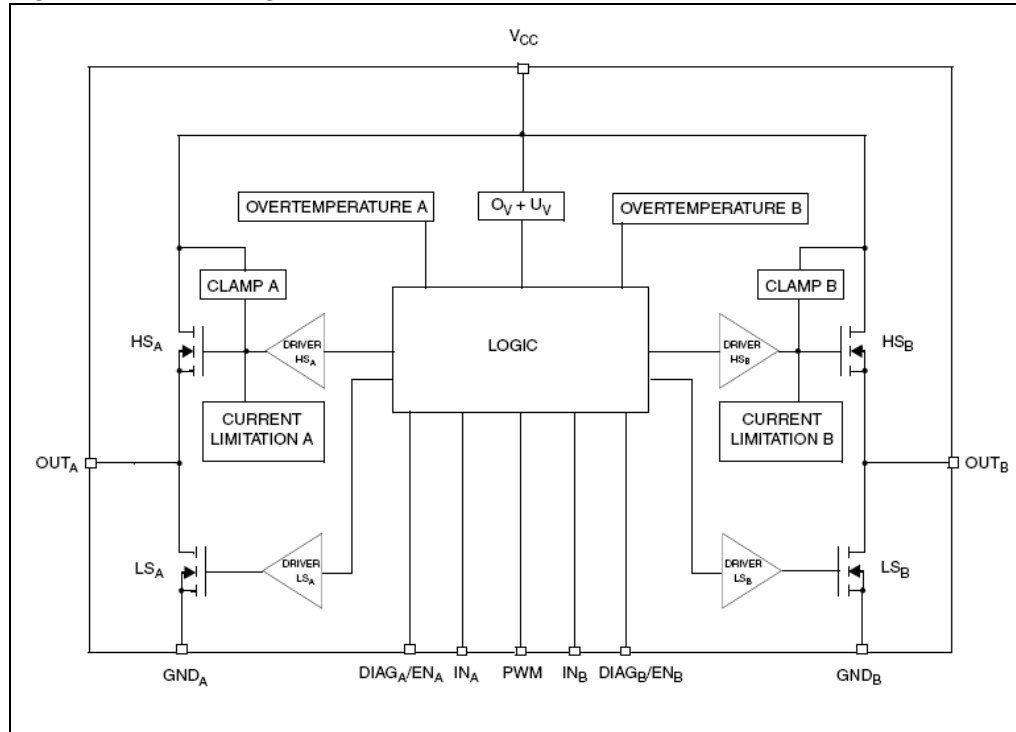 V_CC
OVERTEMPERATURE A
O_V + U_V
OVERTEMPERATURE B
CLAMP A
CLAMP B
HS_A
DRIVER
HS_A
LOGIC
DRIVER
HS_B
HS_B
CURRENT
LIMITATION A
CURRENT
LIMITATION B
OUT_A
OUT_B
LS_A
DRIVER
LS_A
DRIVER
LS_B
LS_B
GND_A
DIAG_A/EN_A
IN_A
PWM
IN_B
DIAG_B/EN_B
GND_B